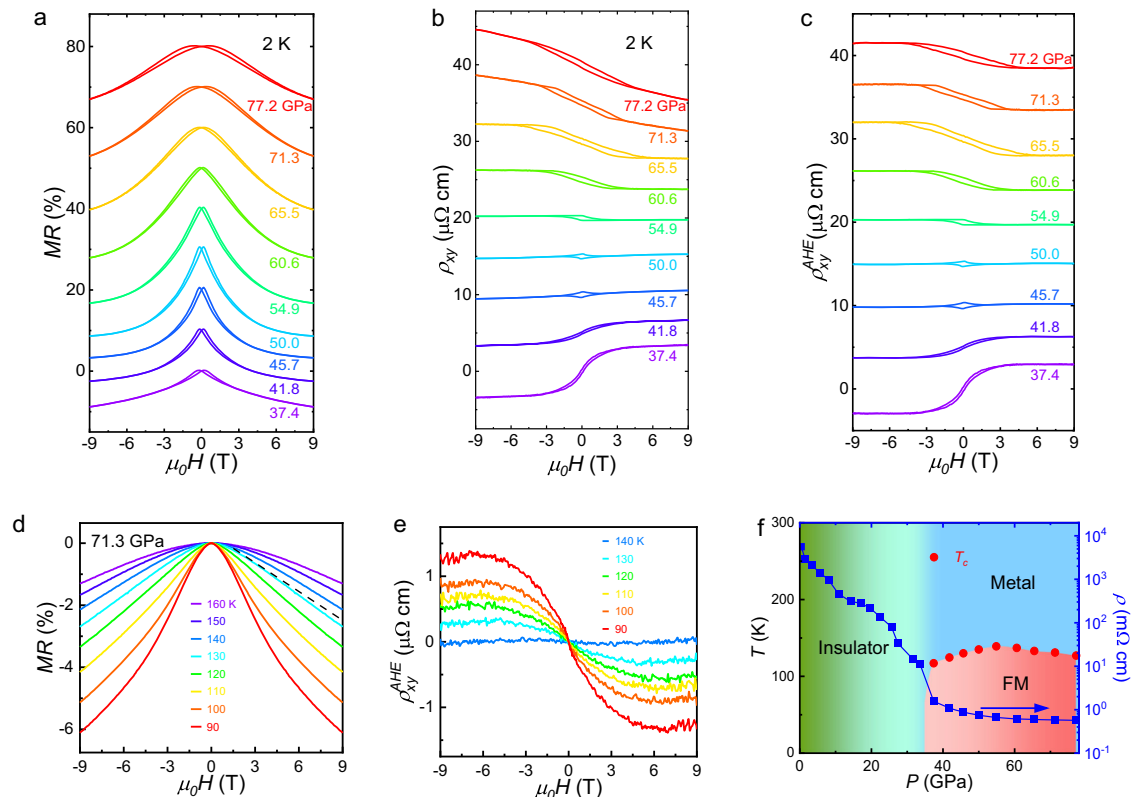 a
MR (%)
80
60
40
20
0
2 K
77.2 GPa
71.3
65.5
60.6
54.9
50.0
45.7
41.8
37.4
-9 -6 -3 0 3 6 9
μ₀H (T)
b
ρxy (μΩ cm)
40
30
20
10
0
2 K
77.2 GPa
71.3
65.5
60.6
54.9
50.0
45.7
41.8
37.4
-9 -6 -3 0 3 6 9
μ₀H (T)
c
ρxy^AHE (μΩ cm)
40
30
20
10
0
77.2 GPa
71.3
65.5
60.6
54.9
50.0
45.7
41.8
37.4
-9 -6 -3 0 3 6 9
μ₀H (T)
d
MR (%)
0
-2
-4
-6
71.3 GPa
160 K
150
140
130
120
110
100
90
-9 -6 -3 0 3 6 9
μ₀H (T)
e
ρxy^AHE (μΩ cm)
1
0
-1
140 K
130
120
110
100
90
-9 -6 -3 0 3 6 9
μ₀H (T)
f
T (K)
300
250
200
150
100
50
0
Tc
Metal
Insulator
FM
10⁴
10³
10²
10¹
10⁰
10⁻¹
ρ (mΩ cm)
0 20 40 60
P (GPa)